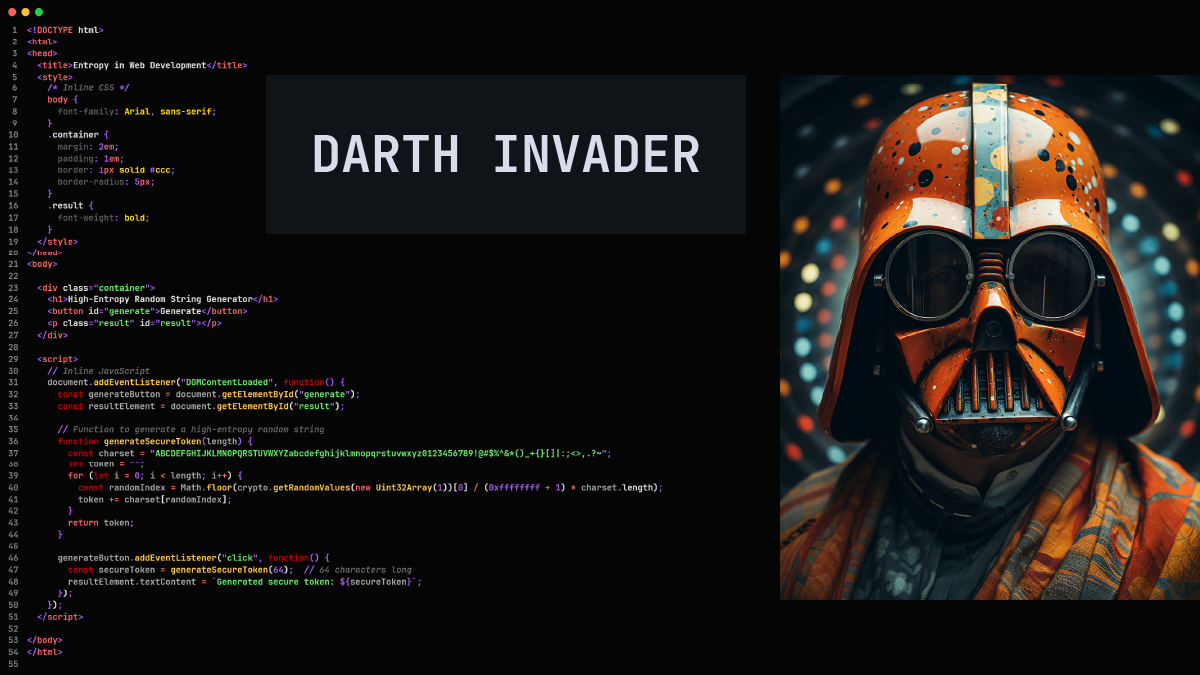 1 <!DOCTYPE html>
2 <html>
3 <head>
4 <title>Entropy in Web Development</title>
5 <style>
6 /* Inline CSS */
7 body {
8 font-family: Arial, sans-serif;
9 }
10 .container {
11 margin: 2em;
12 padding: 1em;
13 border: 1px solid #ccc;
14 border-radius: 5px;
15 }
16 .result {
17 font-weight: bold;
18 }
19 </style>
20 </head>
21 <body>
22
23 <div class="container">
24 <h1>High-Entropy Random String Generator</h1>
25 <button id="generate">Generate</button>
26 <p class="result" id="result"></p>
27 </div>
28
29 <script>
30 // Inline JavaScript
31 document.addEventListener("DOMContentLoaded", function() {
32 const generateButton = document.getElementById("generate");
33 const resultElement = document.getElementById("result");
34
35 // Function to generate a high-entropy random string
36 function generateSecureToken(length) {
37 const charset = "ABCDEFGHIJKLMNOPQRSTUVWXYZabcdefghijklmnopqrstuvwxyz0123456789!@#$%^&*()_+{}[]|:;<>,.?~";
38 let token = "";
39 for (let i = 0; i < length; i++) {
40 const randomIndex = Math.floor(crypto.getRandomValues(new Uint32Array(1))[0] / (0xffffffff + 1) * charset.length);
41 token += charset[randomIndex];
42 }
43 return token;
44 }
45
46 generateButton.addEventListener("click", function() {
47 const secureToken = generateSecureToken(64); // 64 characters long
48 resultElement.textContent = `Generated secure token: ${secureToken}`;
49 });
50 });
51 </script>
52
53 </body>
54 </html>
55
DARTH INVADER